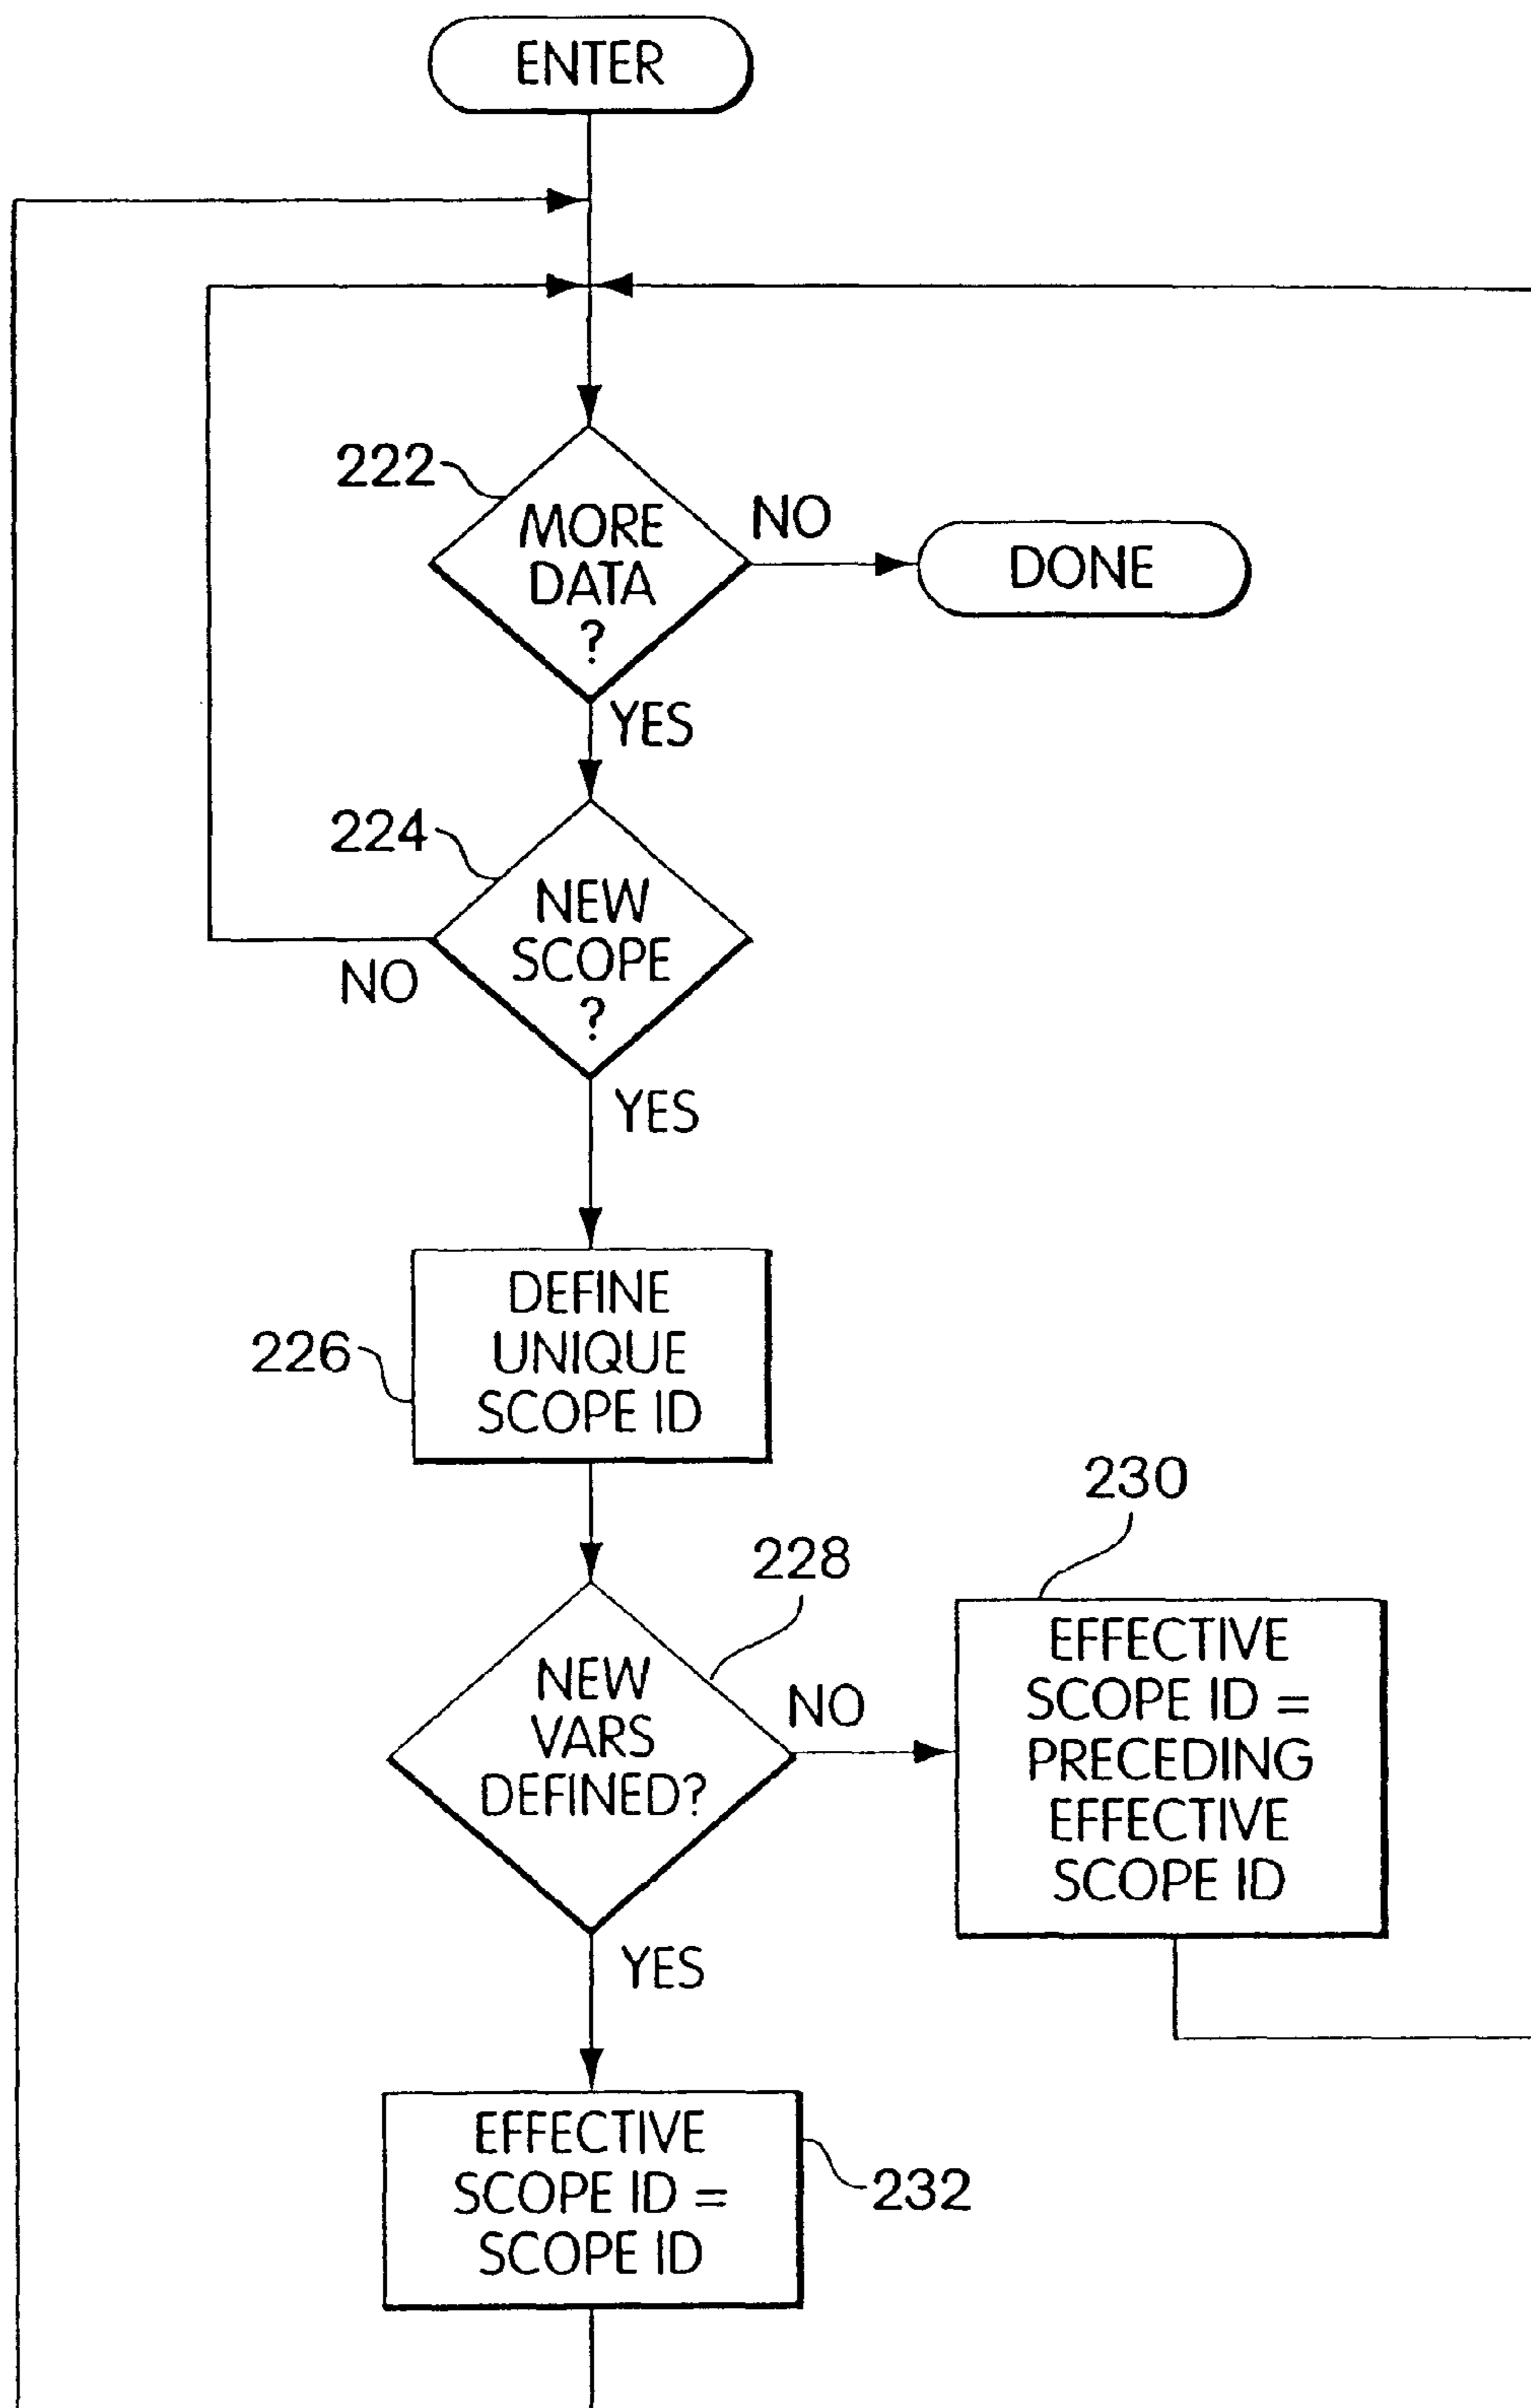 ENTER
222
MORE
DATA
?
NO
DONE
YES
224
NEW
SCOPE
?
NO
YES
DEFINE
UNIQUE
SCOPE ID
226
228
NEW
VARS
DEFINED?
NO
230
EFFECTIVE
SCOPE ID =
PRECEDING
EFFECTIVE
SCOPE ID
YES
EFFECTIVE
SCOPE ID =
SCOPE ID
232